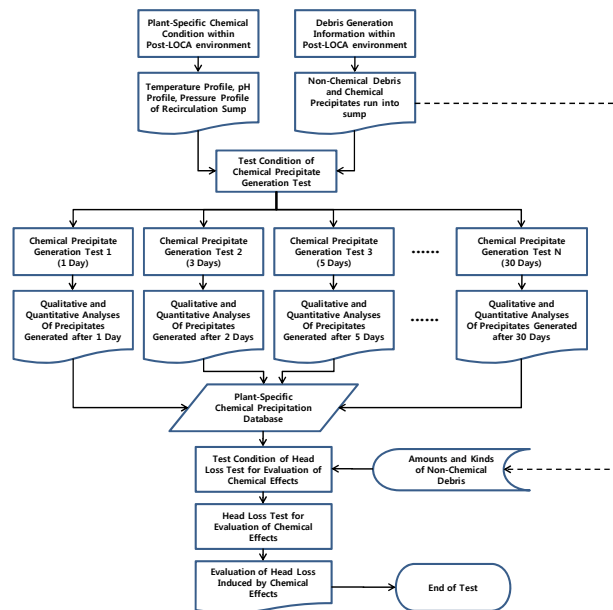 Plant-Specific Chemical
Condition within
Post-LOCA environment
Debris Generation
Information within
Post-LOCA environment
Temperature Profile, pH
Profile, Pressure Profile
of Recirculation Sump
Non-Chemical Debris
and Chemical
Precipitates run into
sump
Test Condition of
Chemical Precipitate
Generation Test
Chemical Precipitate
Generation Test 1
(1 Day)
Chemical Precipitate
Generation Test 2
(3 Days)
Chemical Precipitate
Generation Test 3
(5 Days)
......
Chemical Precipitate
Generation Test N
(30 Days)
Qualitative and
Quantitative Analyses
Of Precipitates
Generated after 1 Day
Qualitative and
Quantitative Analyses
Of Precipitates
Generated after 2 Days
Qualitative and
Quantitative Analyses
Of Precipitates
Generated after 5 Days
......
Qualitative and
Quantitative Analyses
Of Precipitates Generated
after 30 Days
Plant-Specific
Chemical Precipitation
Database
Test Condition of Head
Loss Test for Evaluation
of Chemical Effects
Amounts and Kinds
of Non-Chemical
Debris
Head Loss Test for
Evaluation of Chemical
Effects
Evaluation of Head Loss
Induced by Chemical
Effects
End of Test